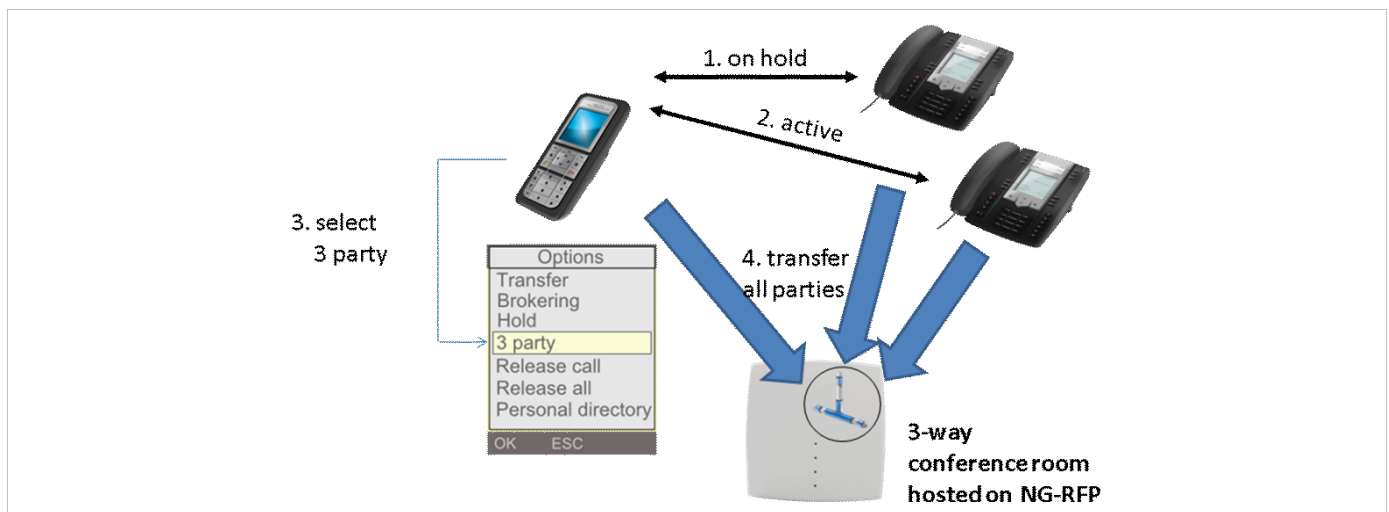 1. on hold
2. active
3. select
3 party
Options
Transfer
Brokering
Hold
3 party
Release call
Release all
Personal directory
OK ESC
4. transfer
all parties
3-way
conference room
hosted on NG-RFP